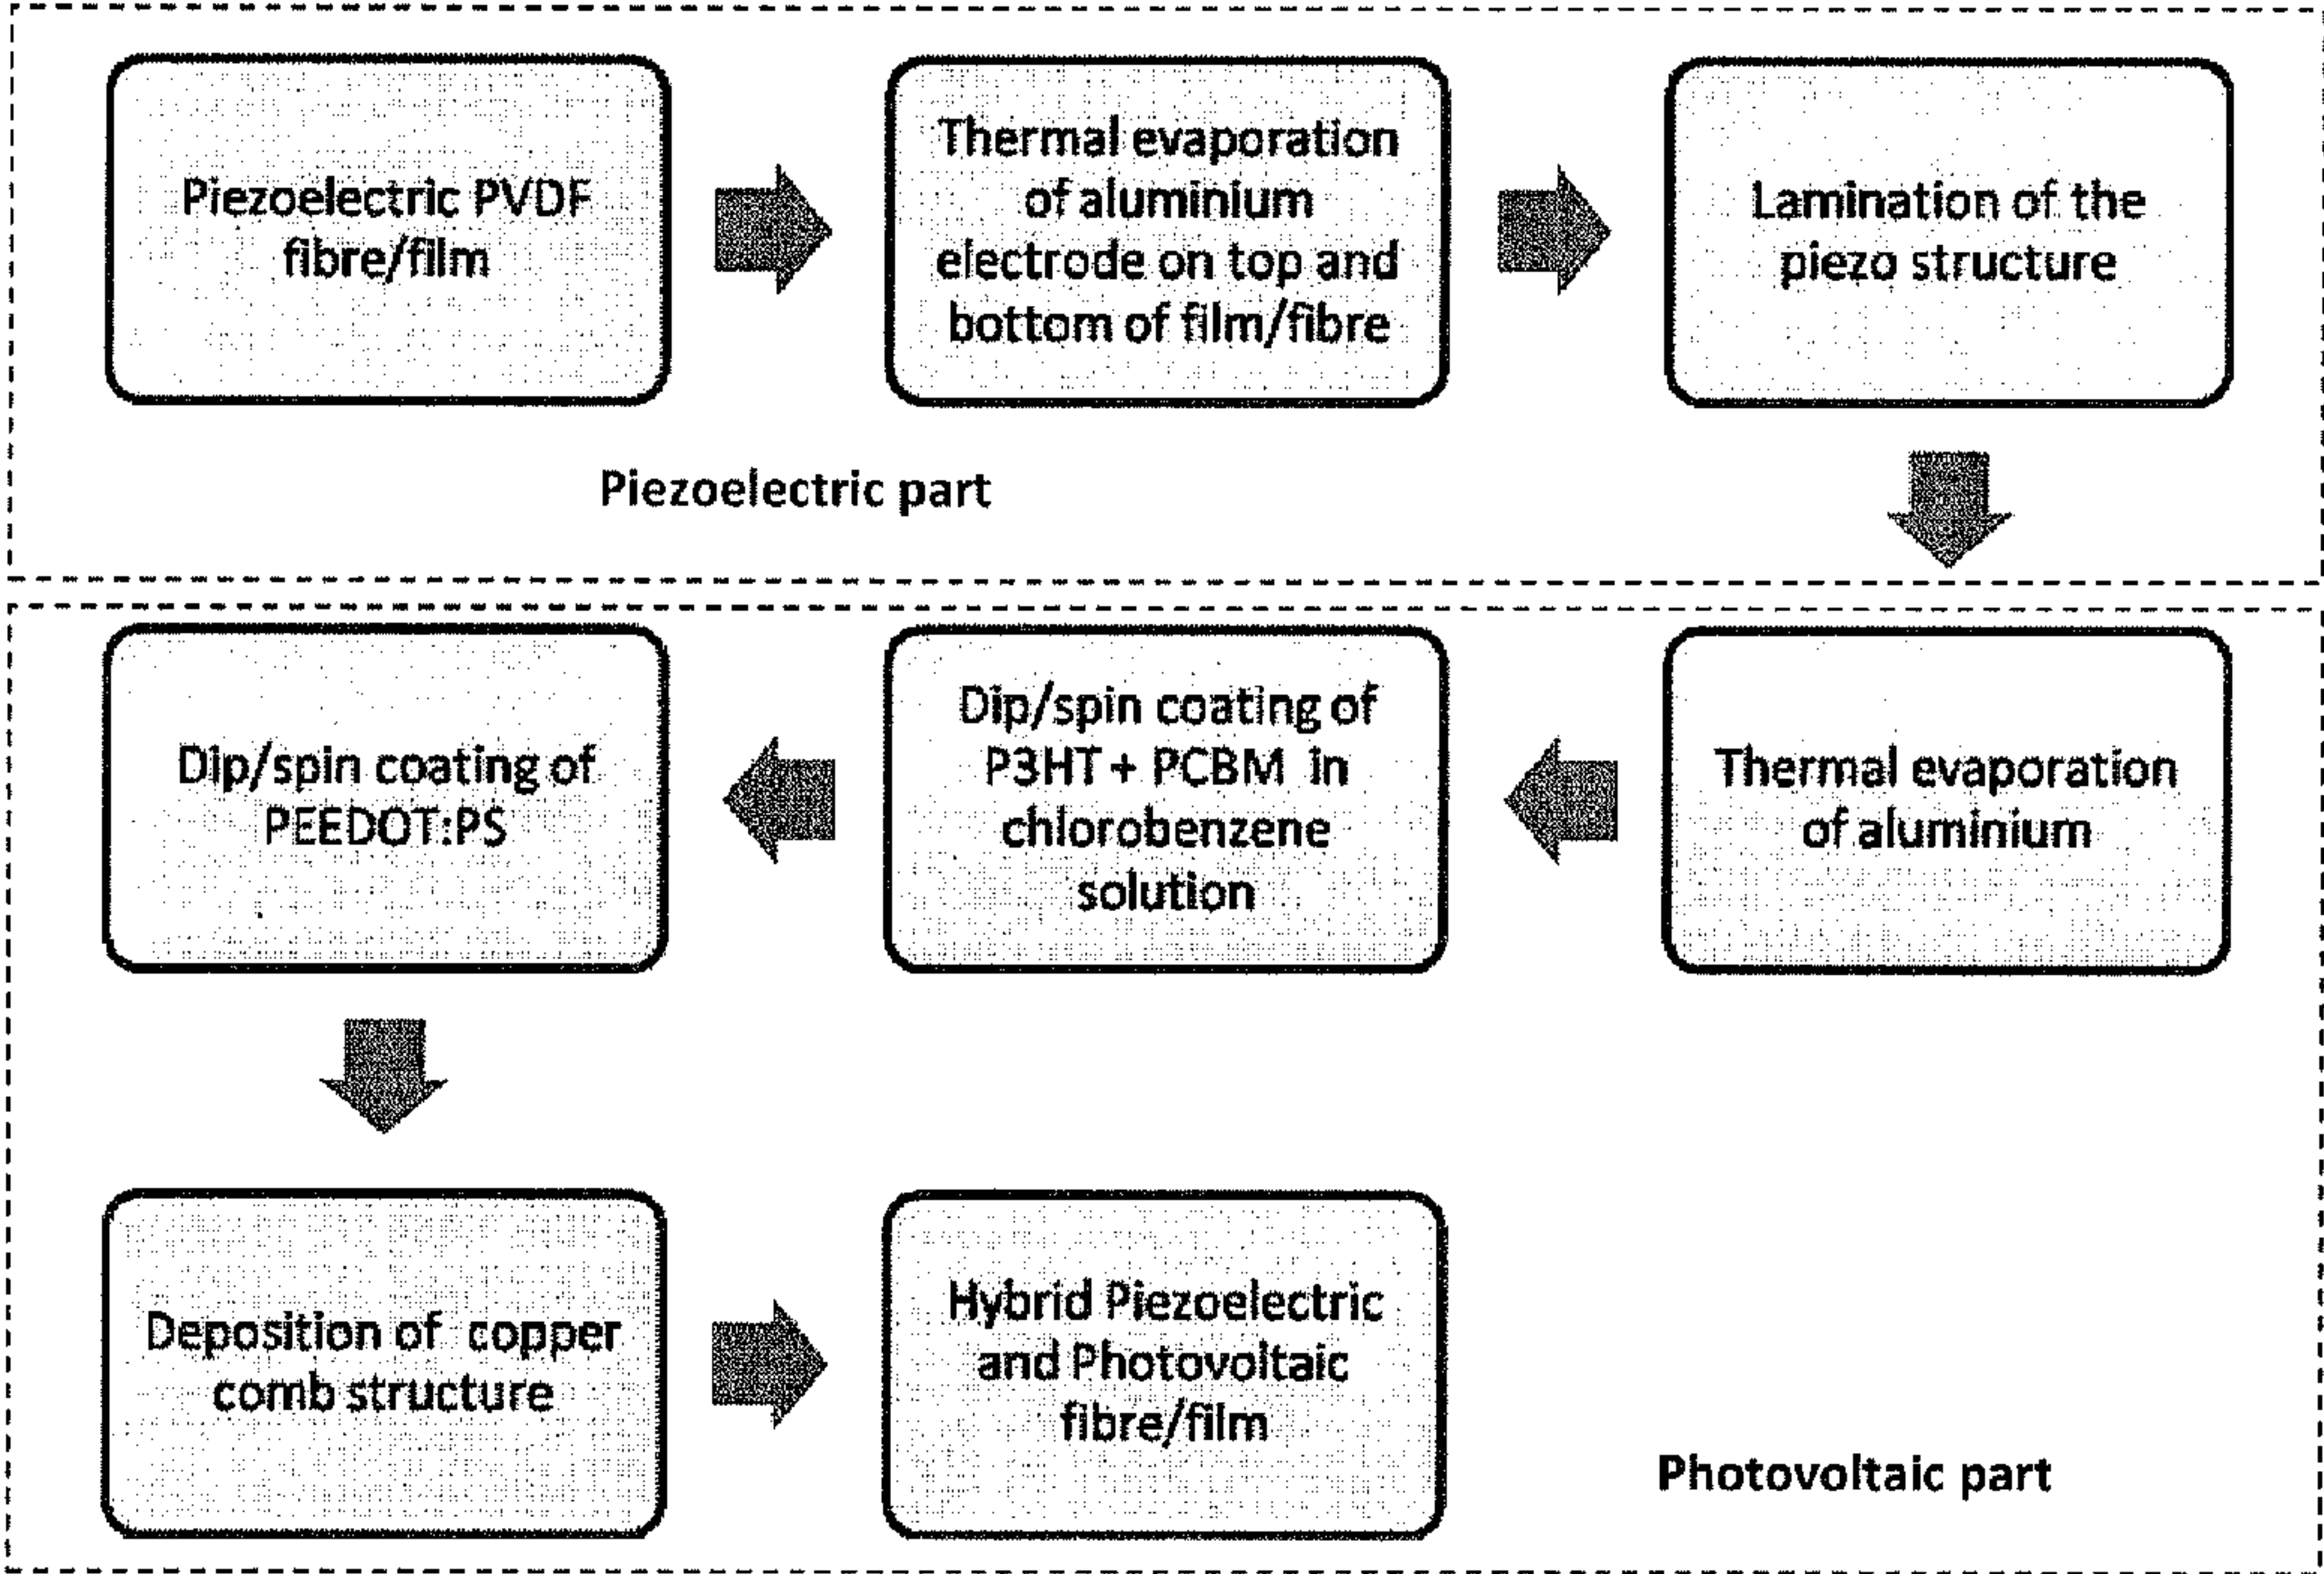 Piezoelectric PVDF
fibre/film
Thermal evaporation
of aluminium
electrode on top and
bottom of film/fibre
Lamination of the
piezo structure
Piezoelectric part
Thermal evaporation
of aluminium
Dip/spin coating of
P3HT + PCBM in
chlorobenzene
solution
Dip/spin coating of
PEEDOT:PS
Deposition of copper
comb structure
Hybrid Piezoelectric
and Photovoltaic
fibre/film
Photovoltaic part